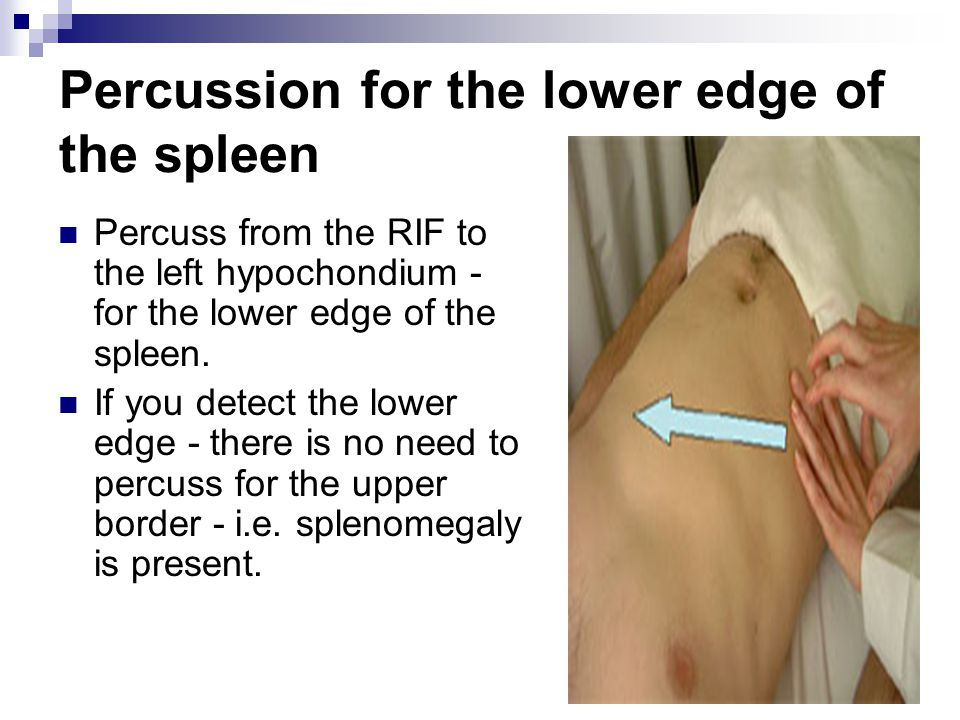 Percussion for the lower edge of
the spleen
Percuss from the RIF to
the left hypochondium -
for the lower edge of the
spleen.
If you detect the lower
edge - there is no need to
percuss for the upper
border - i.e. splenomegaly
is present.